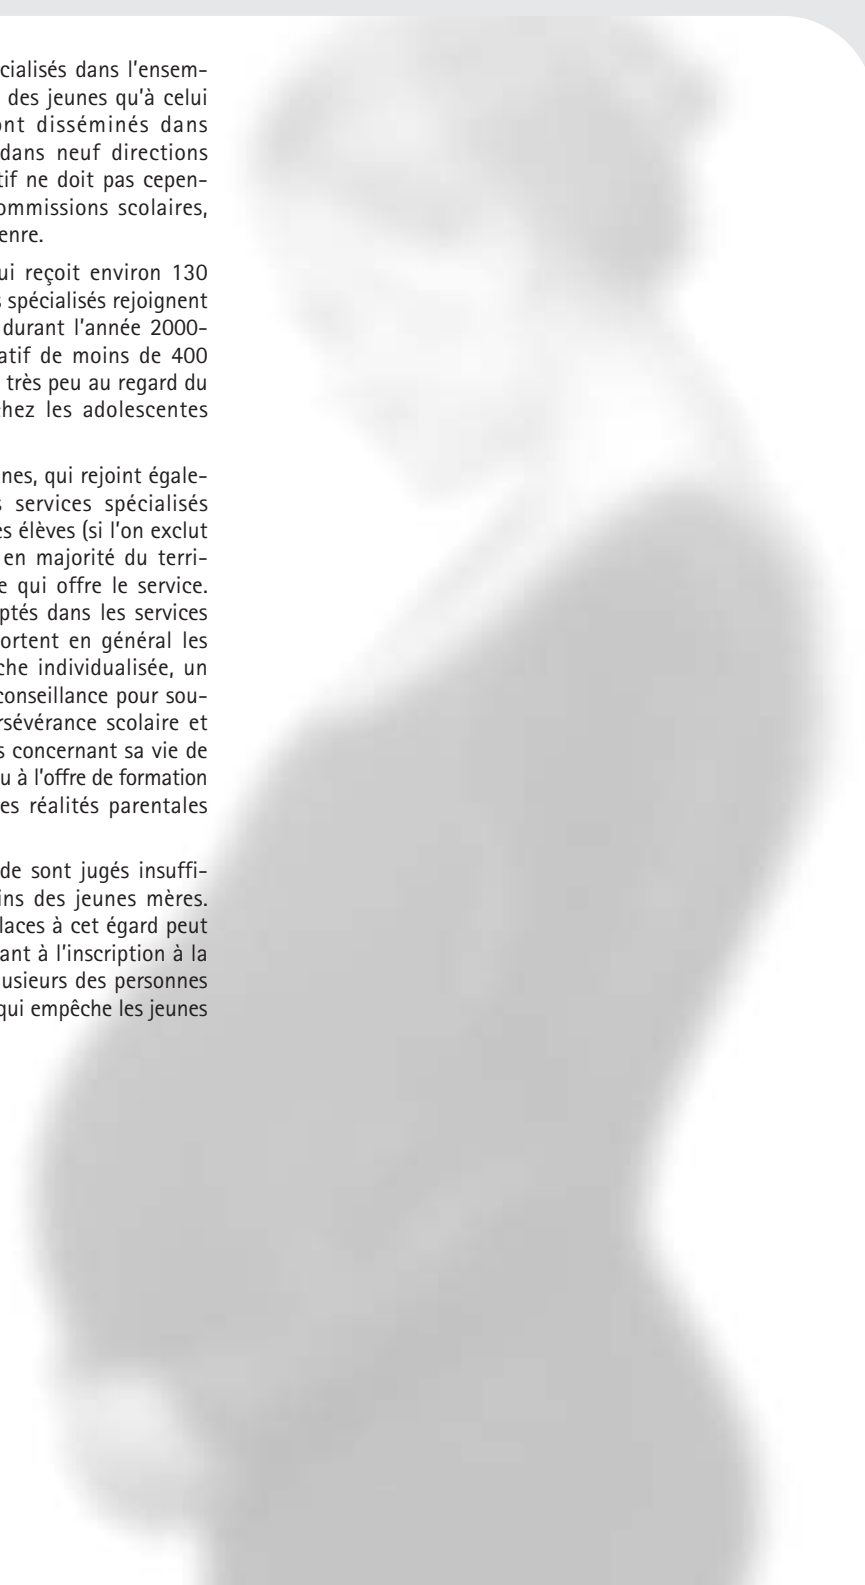 cialisés dans l'ensem-
des jeunes qu'à celui
ont disséminés dans
dans neuf directions
tif ne doit pas cepen-
ommissions scolaires,
enre.
ui reçoit environ 130
s spécialisés rejoignent
durant l'année 2000-
atif de moins de 400
très peu au regard du
chez les adolescentes
nes, qui rejoint égale-
s services spécialisés
es élèves (si l'on exclut
en majorité du terri-
e qui offre le service.
ptés dans les services
ortent en général les
che individualisée, un
conseillance pour sou-
rsévérance scolaire et
s concernant sa vie de
u à l'offre de formation
es réalités parentales
de sont jugés insuffi-
ins des jeunes mères.
laces à cet égard peut
ant à l'inscription à la
lusieurs des personnes
qui empêche les jeunes